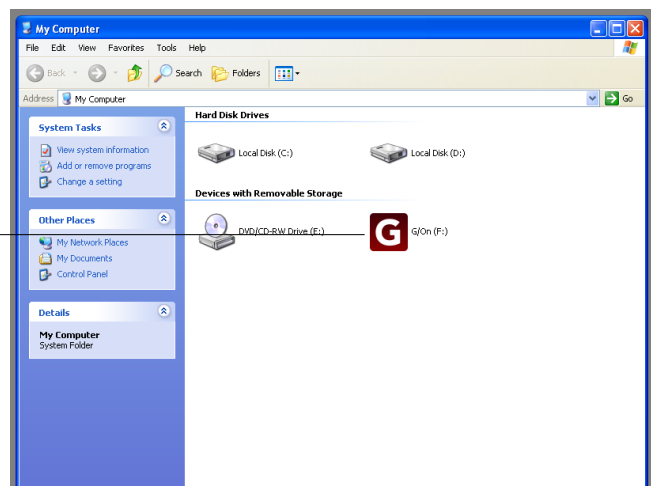 My Computer
File Edit View Favorites Tools Help
Back Search Folders
Address My Computer Go
System Tasks
View system information
Add or remove programs
Change a setting
Other Places
My Network Places
My Documents
Control Panel
Details
My Computer
System Folder
Hard Disk Drives
Local Disk (C:) Local Disk (D:)
Devices with Removable Storage
DVD/CD-RW Drive (E:) G G/On (F:)